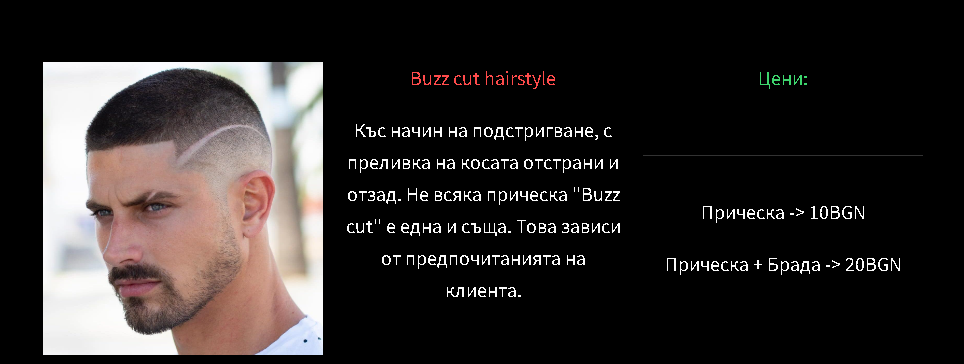 Buzz cut hairstyle
Къс начин на подстригване, с
преливка на косата отстрани и
отзад. Не всяка прическа "Buzz
cut" е една и съща. Това зависи
от предпочитанията на
клиента.
Цени:
Прическа -> 10BGN
Прическа + Брада -> 20BGN